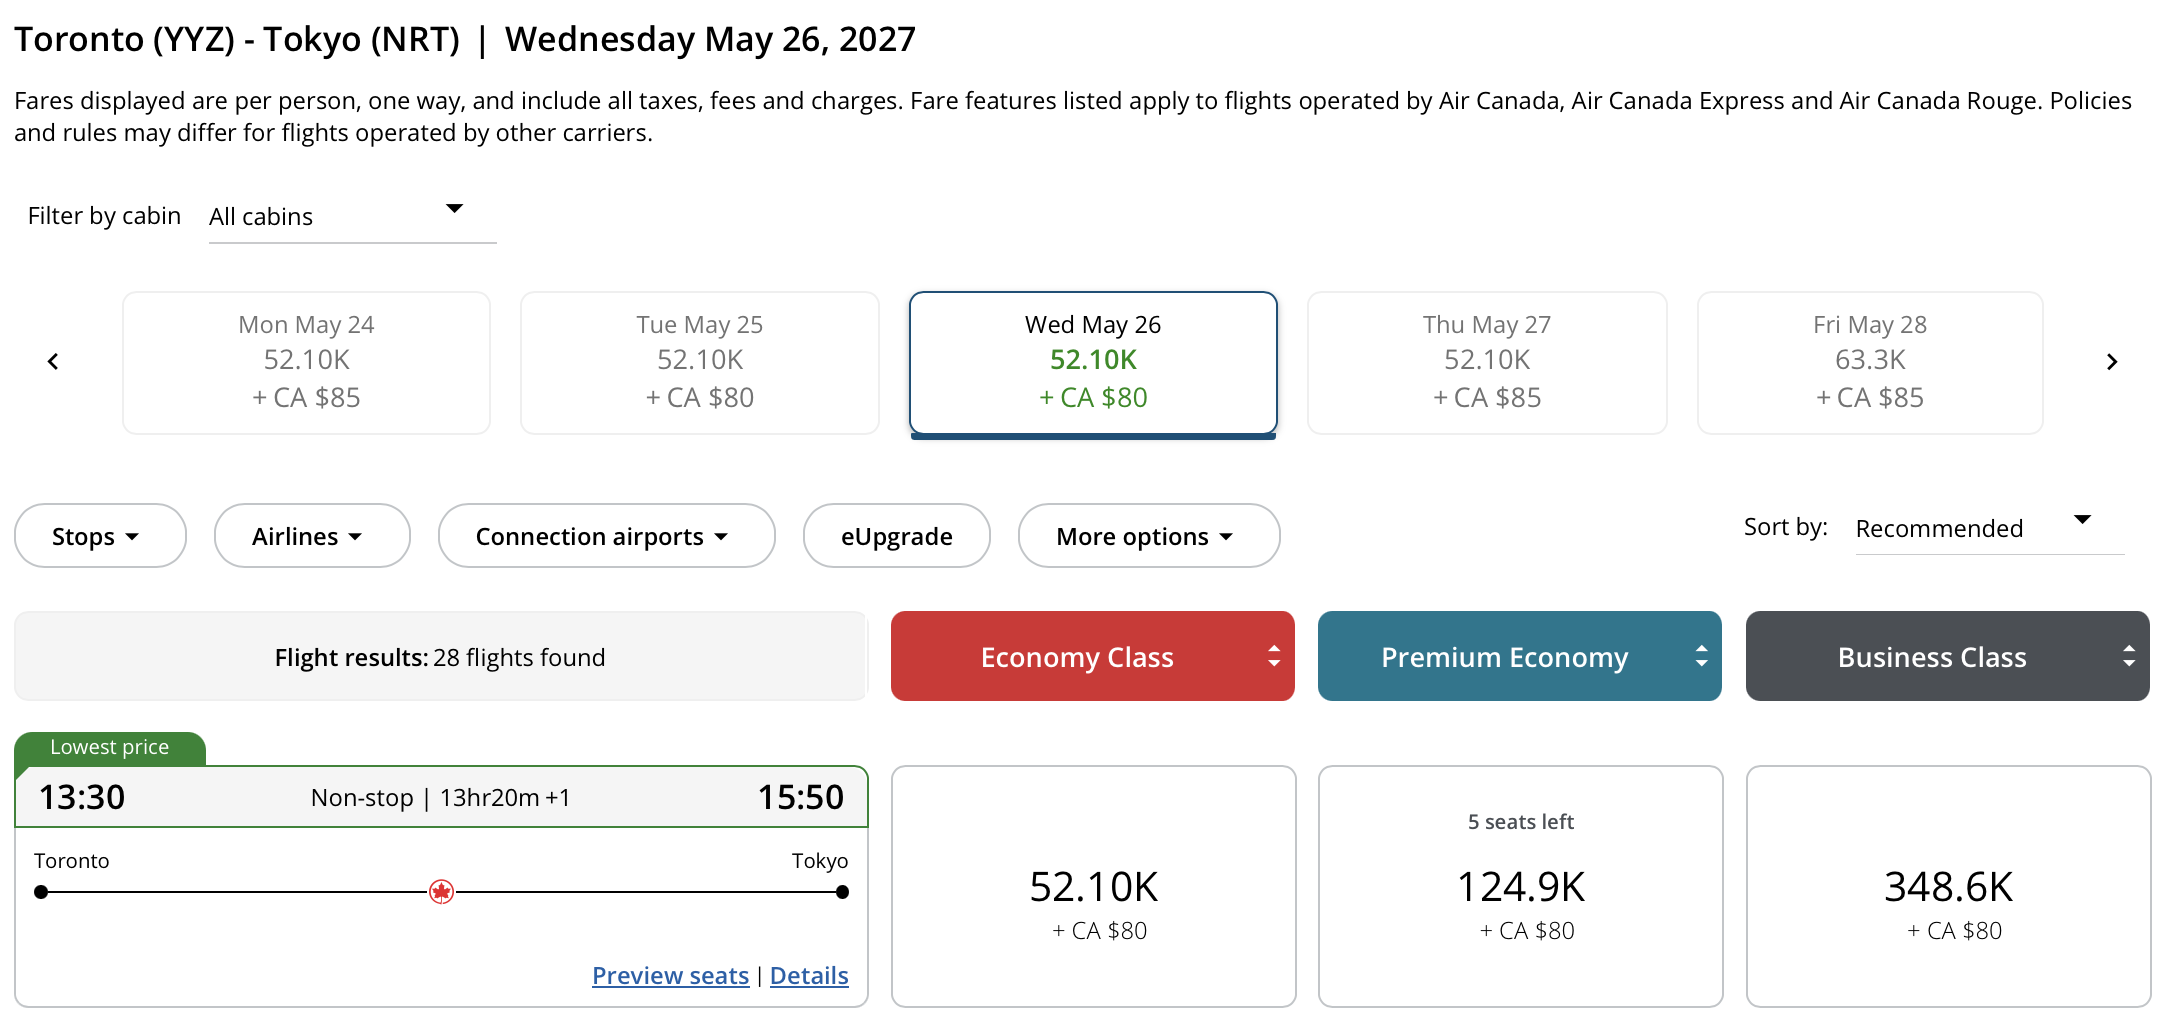 Toronto (YYZ) - Tokyo (NRT) | Wednesday May 26, 2027
Fares displayed are per person, one way, and include all taxes, fees and charges. Fare features listed apply to flights operated by Air Canada, Air Canada Express and Air Canada Rouge. Policies
and rules may differ for flights operated by other carriers.
Filter by cabin All cabins
Mon May 24
52.10K
+ CA $85
Tue May 25
52.10K
+ CA $80
Wed May 26
52.10K
+ CA $80
Thu May 27
52.10K
+ CA $85
Fri May 28
63.3K
+ CA $85
Stops Airlines Connection airports eUpgrade More options Sort by: Recommended
Flight results: 28 flights found Economy Class Premium Economy Business Class
Lowest price
13:30 Non-stop | 13hr20m +1 15:50
Toronto Tokyo
Preview seats | Details
52.10K
+ CA $80
5 seats left
124.9K
+ CA $80
348.6K
+ CA $80